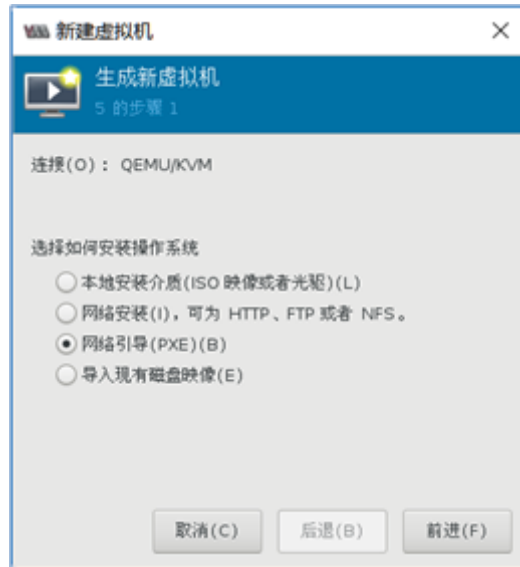 新建虚拟机
生成新虚拟机
5 的步骤 1
连接(O)： QEMU/KVM
选择如何安装操作系统
本地安装介质(ISO 映像或者光驱)(L)
网络安装(I)，可为 HTTP、FTP 或者 NFS。
网络引导(PXE)(B)
导入现有磁盘映像(E)
取消(C)
后退(B)
前进(F)